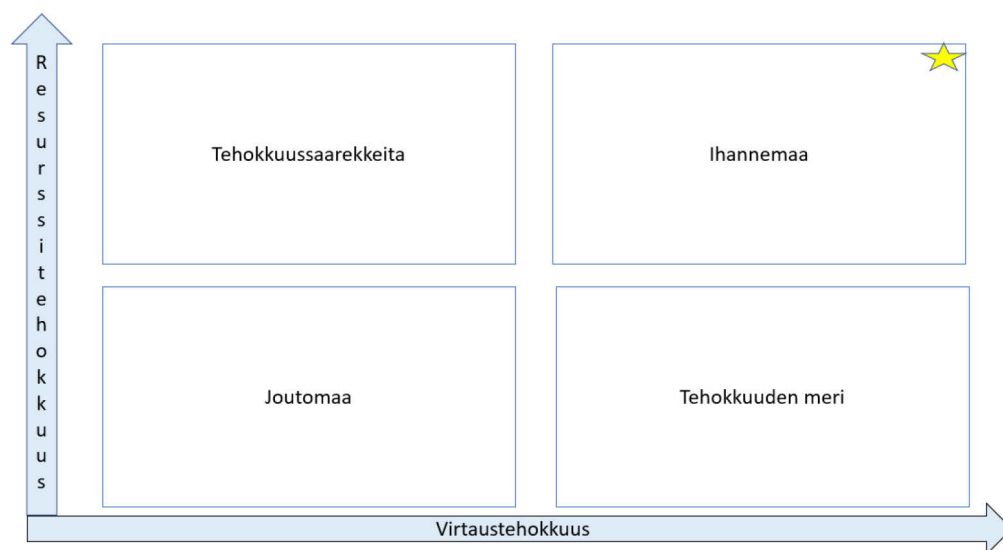 Resurssitehokkuus
Tehokkuussaarekkeita
Ihannemaa
Joutomaa
Tehokkuuden meri
Virtaustehokkuus